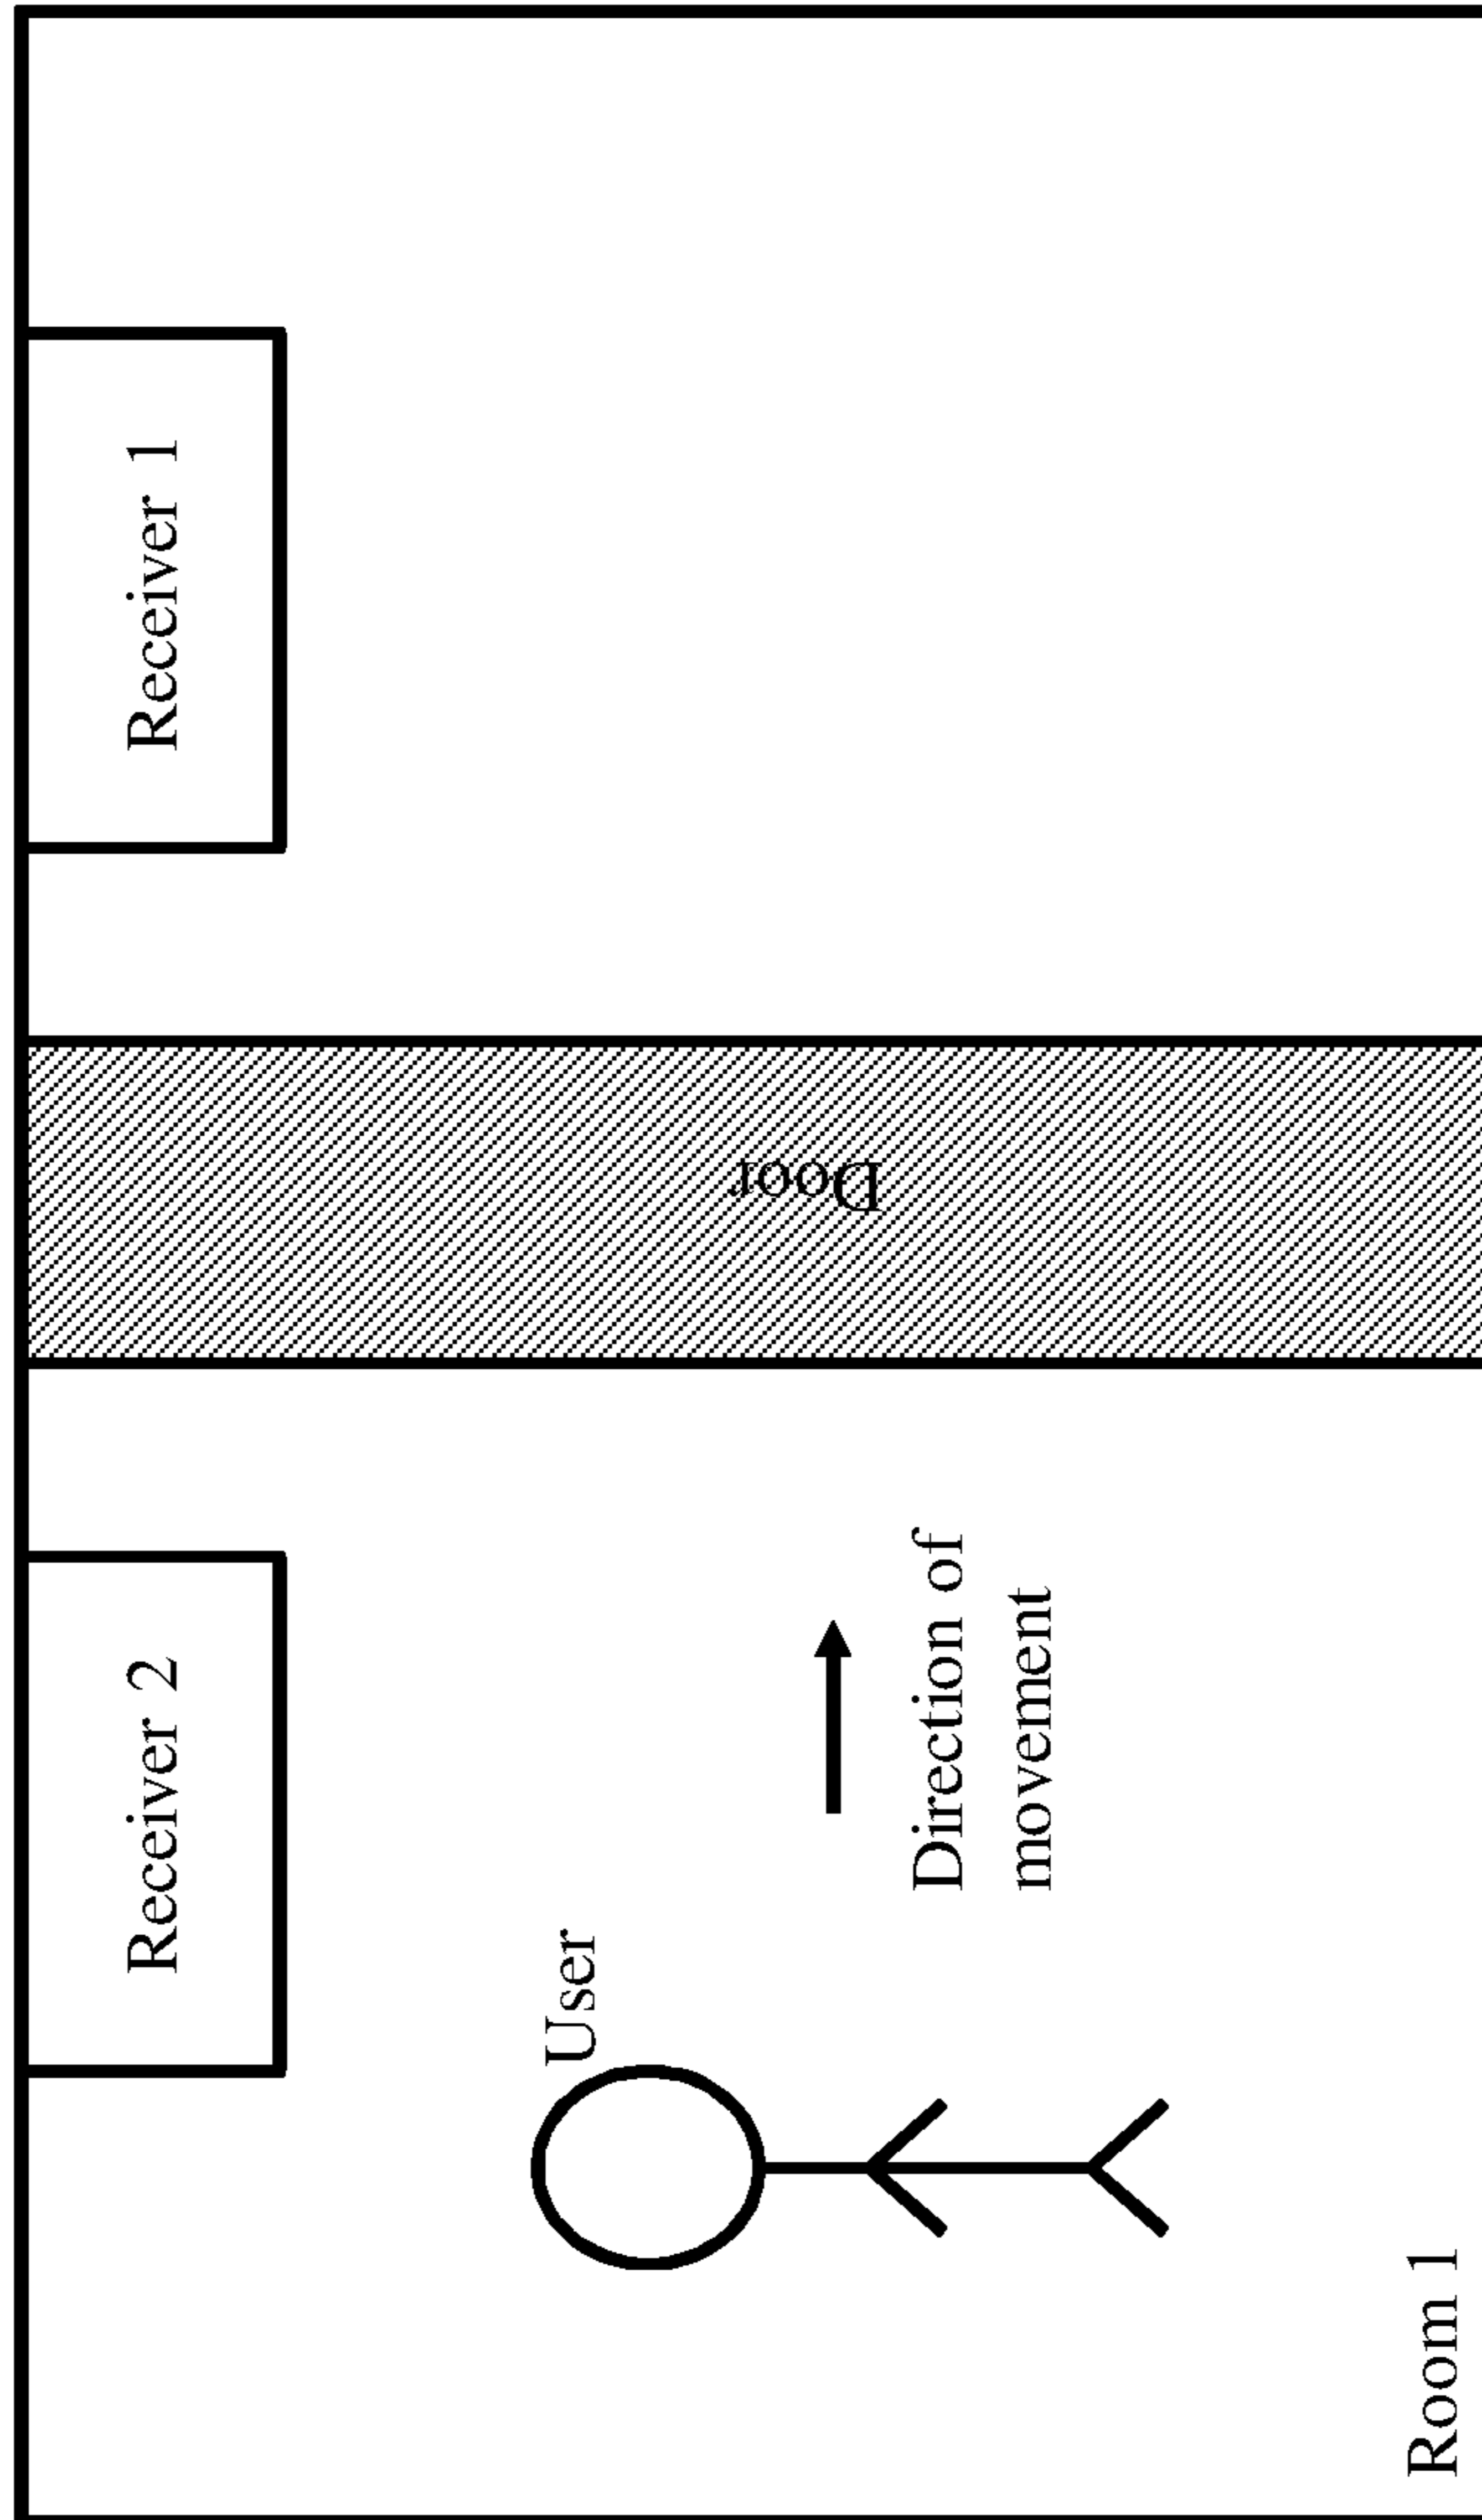 Receiver 2
Receiver 1
User
Door
Direction of
movement
Room 1